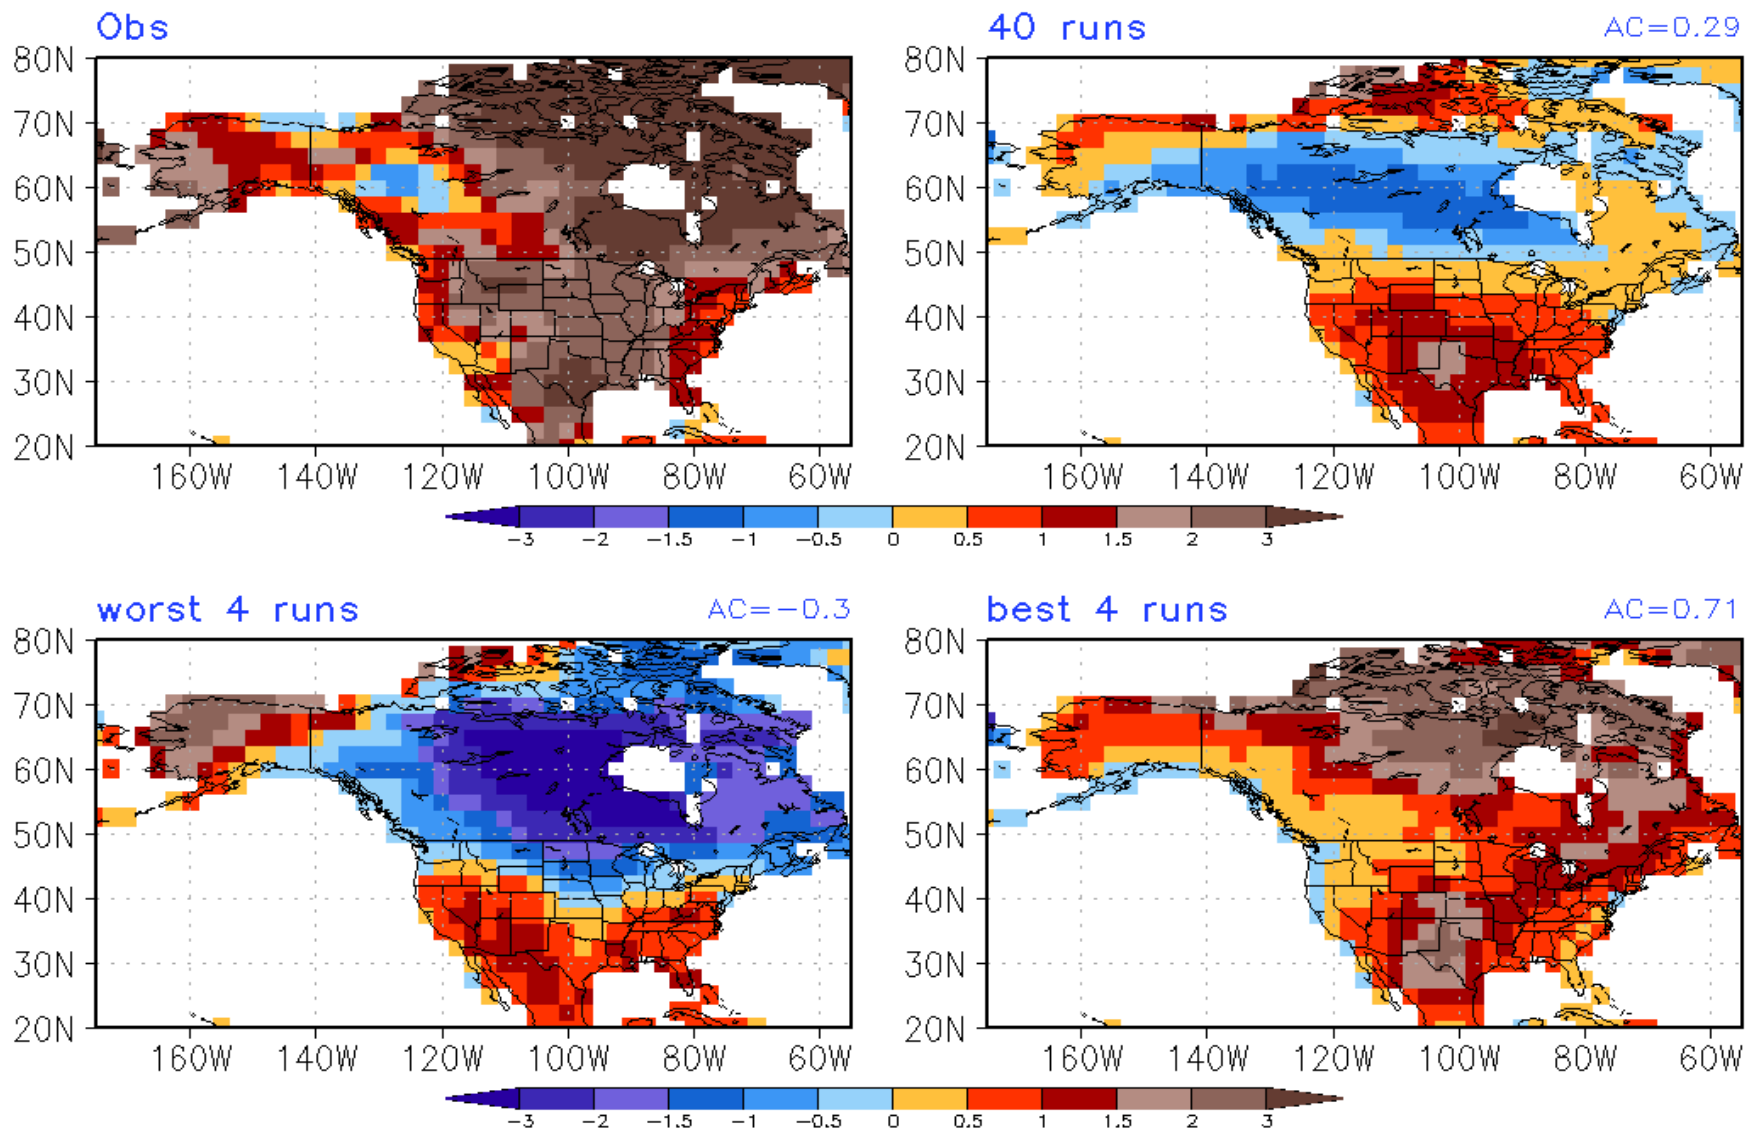 Obs
40 runs AC=0.29
80N 80N
70N 70N
60N 60N
50N 50N
40N 40N
30N 30N
20N 20N
160W 140W 120W 100W 80W 60W 160W 140W 120W 100W 80W 60W
-3 -2 -1.5 -1 -0.5 0 0.5 1 1.5 2 3
worst 4 runs AC=-0.3
best 4 runs AC=0.71
80N 80N
70N 70N
60N 60N
50N 50N
40N 40N
30N 30N
20N 20N
160W 140W 120W 100W 80W 60W 160W 140W 120W 100W 80W 60W
-3 -2 -1.5 -1 -0.5 0 0.5 1 1.5 2 3